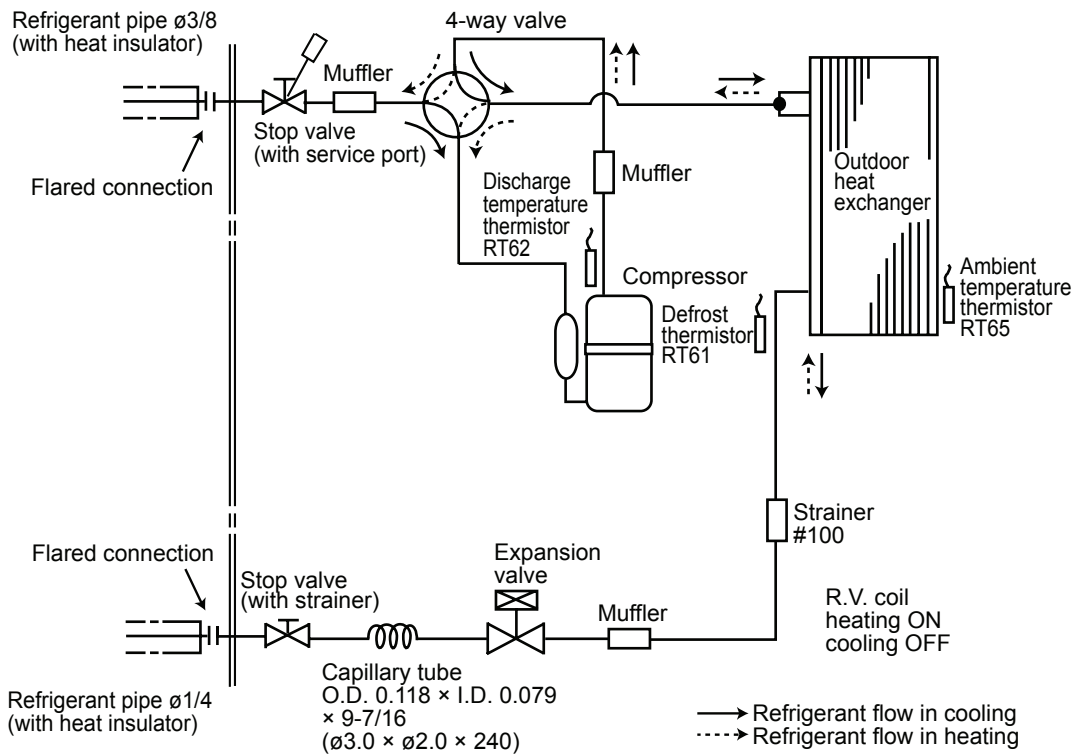 Refrigerant pipe ø3/8
(with heat insulator)
4-way valve
Muffler
Stop valve
(with service port)
Flared connection
Discharge
temperature
thermistor
RT62
Muffler
Outdoor
heat
exchanger
Compressor
Defrost
thermistor
RT61
Ambient
temperature
thermistor
RT65
Strainer
#100
Flared connection
Stop valve
(with strainer)
Expansion
valve
Muffler
R.V. coil
heating ON
cooling OFF
Capillary tube
O.D. 0.118 × I.D. 0.079
× 9-7/16
(ø3.0 × ø2.0 × 240)
Refrigerant pipe ø1/4
(with heat insulator)
Refrigerant flow in cooling
Refrigerant flow in heating